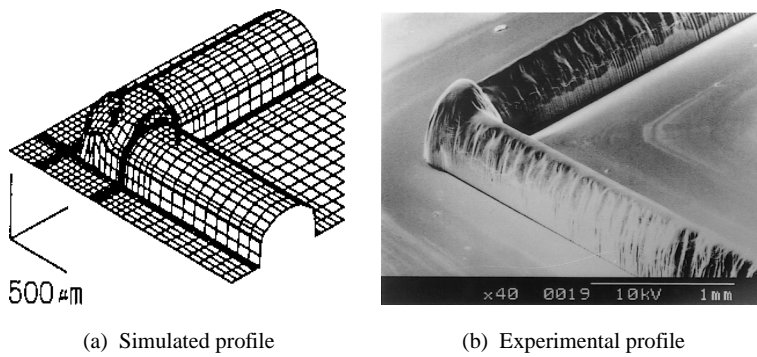 500 μm
x40 0019 10kV 1mm
(a) Simulated profile
(b) Experimental profile